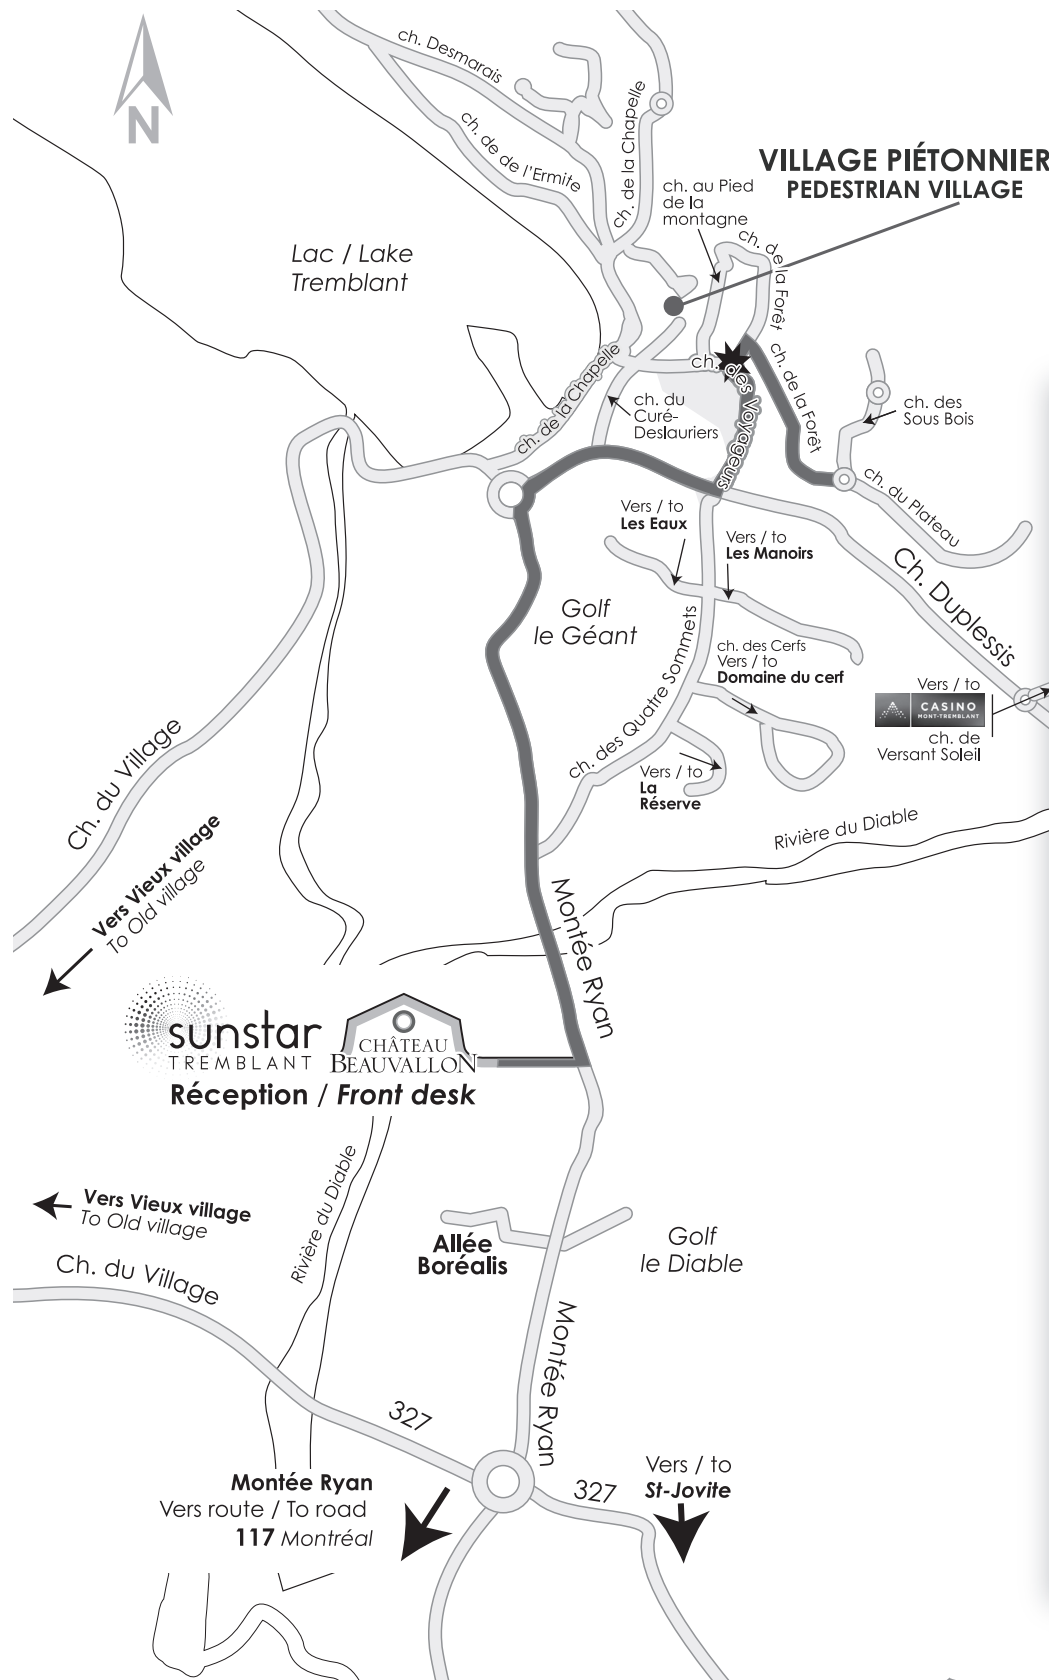 ch. Desmarais
N
ch. de la Chapelle
ch. de de l'Ermite
VILLAGE PIÉTONNIER
PEDESTRIAN VILLAGE
ch. au Pied
de la
montagne
ch. de la Forêt
Lac / Lake
Tremblant
ch. de la Chapelle
ch. des Voyageurs
ch. de la Forêt
ch. du
Curé-
Deslauriers
ch. des
Sous Bois
ch. du Plateau
Vers / to
Les Eaux
Vers / to
Les Manoirs
Ch. Duplessis
Golf
le Géant
ch. des Quatre Sommets
ch. des Cerfs
Vers / to
Domaine du cerf
Vers / to
CASINO
MONT-TREMBLANT
ch. de
Versant Soleil
Ch. du Village
Vers / to
La
Réserve
Rivière du Diable
Vers Vieux village
To Old village
Montée Ryan
sunstar
TREMBLANT
CHÂTEAU
BEAUVALLON
Réception / Front desk
Rivière du Diable
Vers Vieux village
To Old village
Allée
Boréalis
Golf
le Diable
Ch. du Village
Montée Ryan
327
Montée Ryan
Vers route / To road
117 Montréal
327
Vers / to
St-Jovite